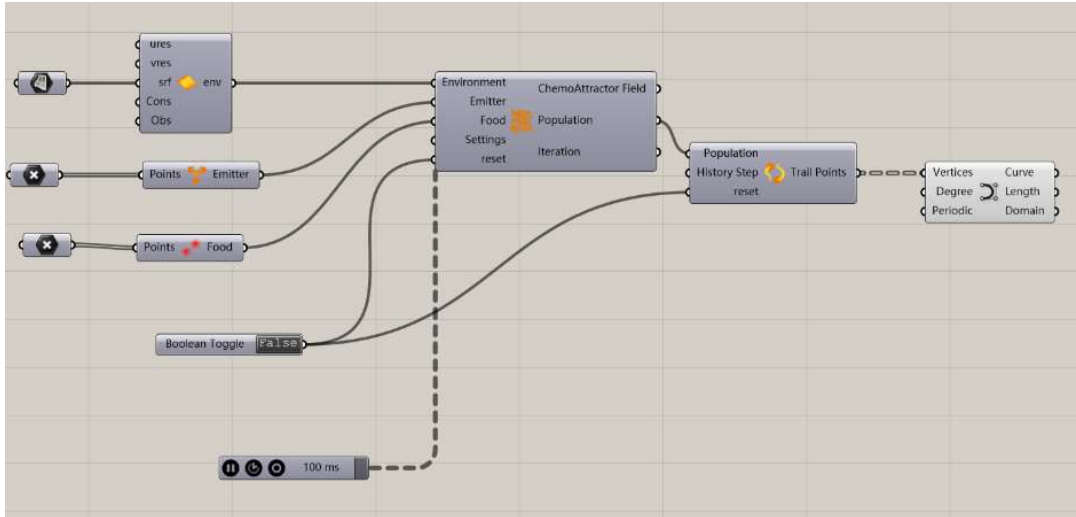 ures
vres
srf env
Cons
Obs
Points Emitter
Points Food
Boolean Toggle False
100 ms
Environment
ChemoAttractor Field
Emitter
Food
Population
Settings
Iteration
reset
Population
History Step Trail Points
reset
Vertices Curve
Degree Length
Periodic Domain